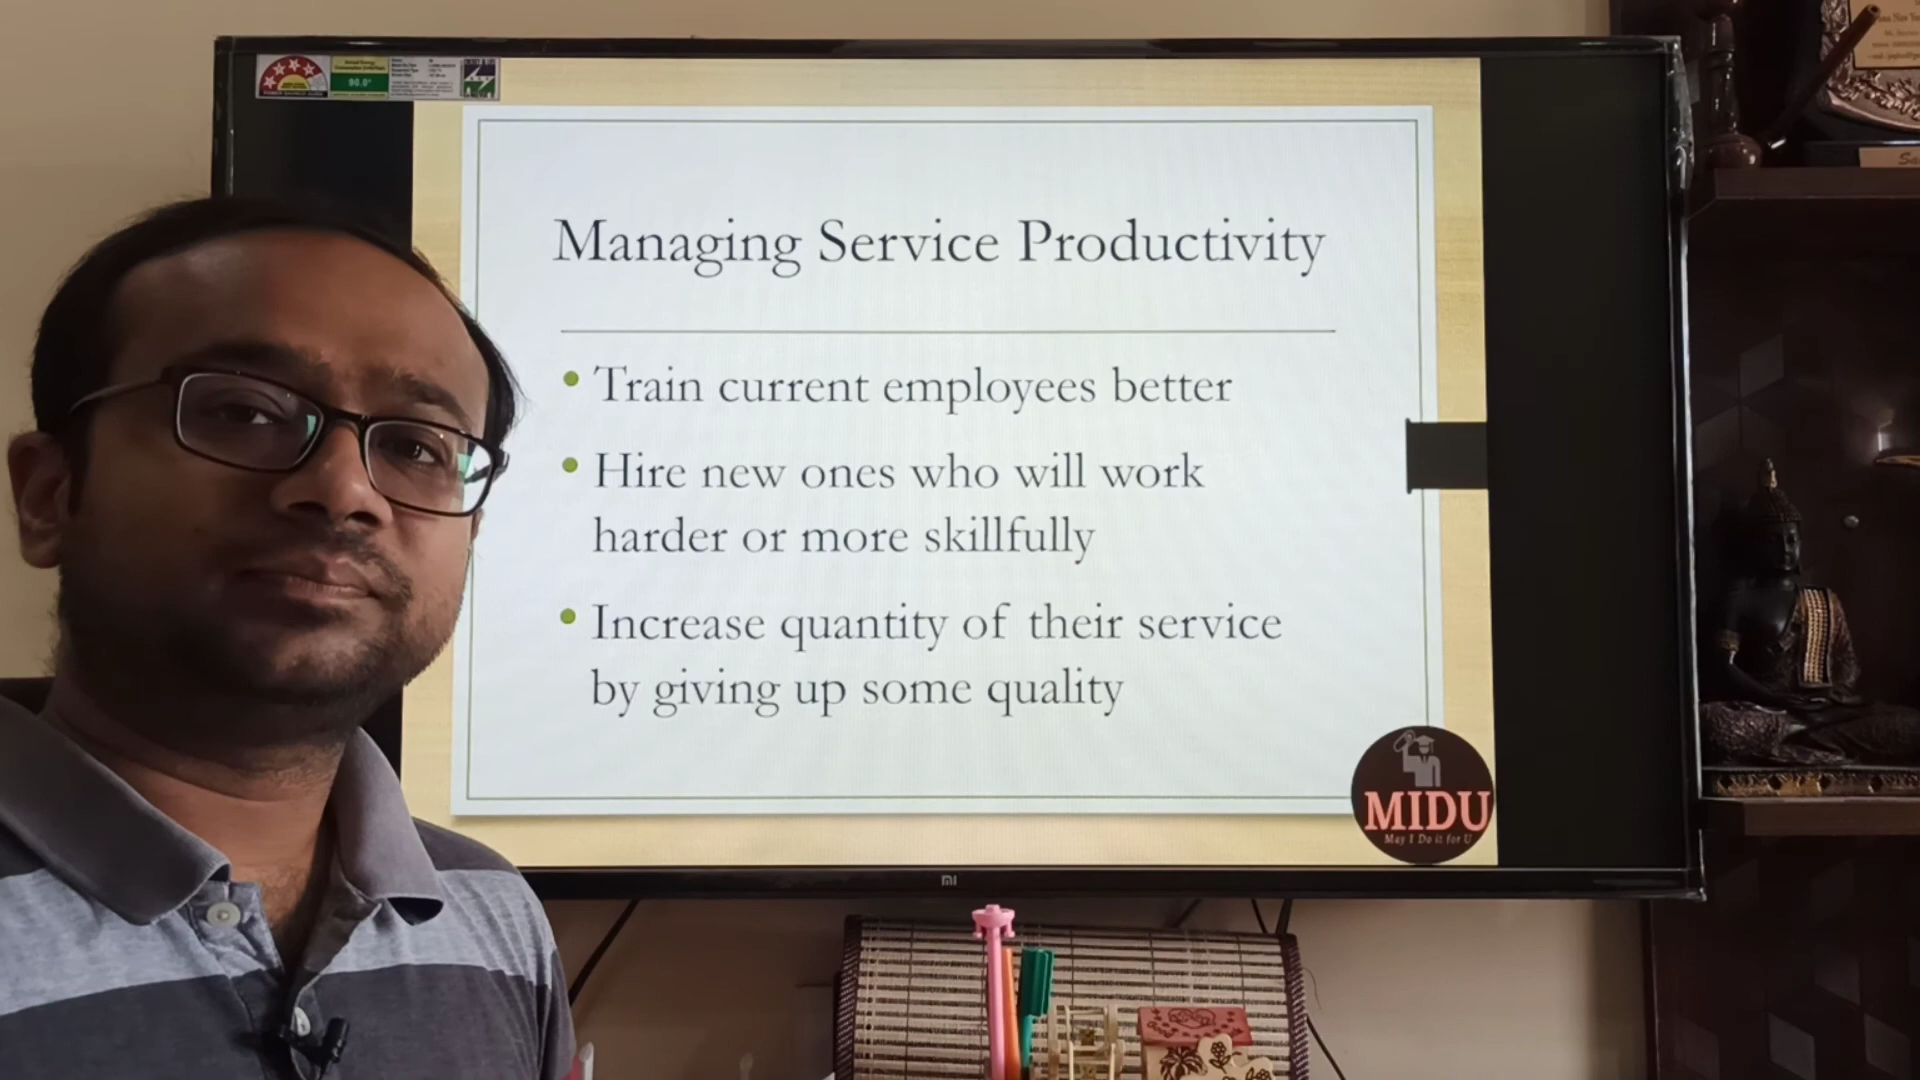 Managing Service Productivity
• Train current employees better
• Hire new ones who will work
harder or more skillfully
• Increase quantity of their service
by giving up some quality
MIDU
May I Do it for U
mi